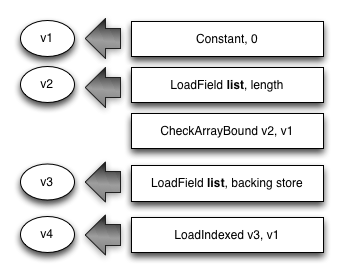 v1 Constant, 0
v2 LoadField list, length
CheckArrayBound v2, v1
v3 LoadField list, backing store
v4 LoadIndexed v3, v1